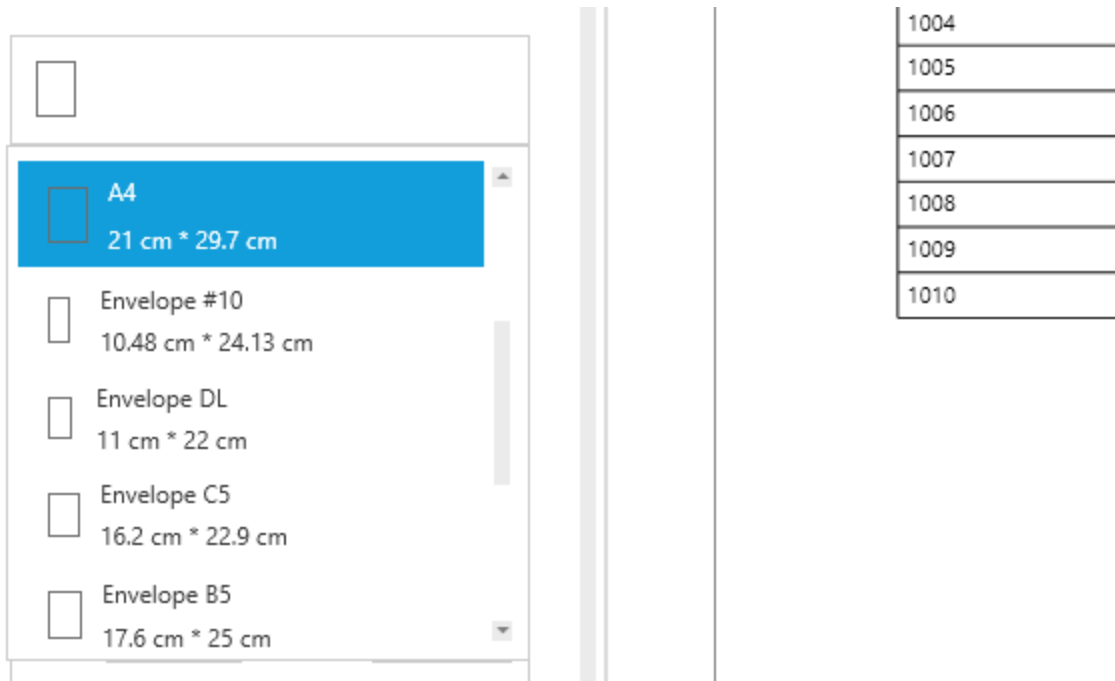 A4
21 cm * 29.7 cm
Envelope #10
10.48 cm * 24.13 cm
Envelope DL
11 cm * 22 cm
Envelope C5
16.2 cm * 22.9 cm
Envelope B5
17.6 cm * 25 cm
1004
1005
1006
1007
1008
1009
1010